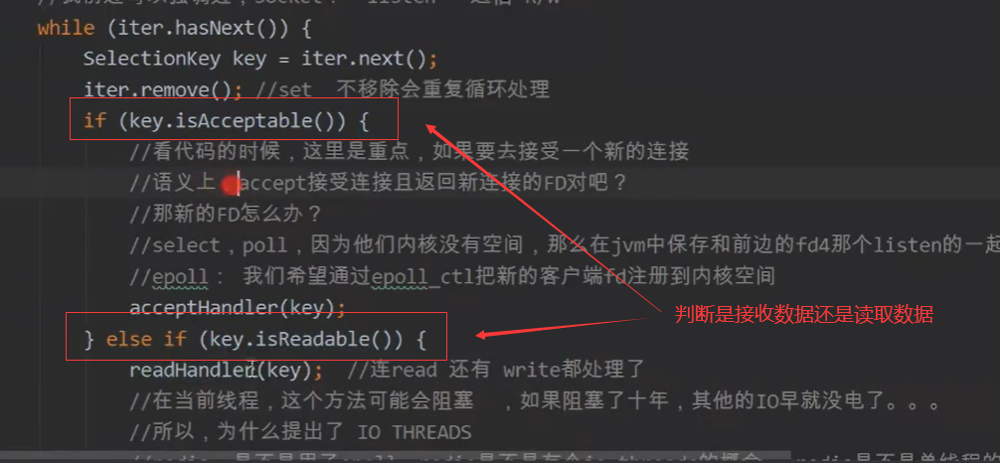 while (iter.hasNext()) {
SelectionKey key = iter.next();
iter.remove(); //set 不移除会重复循环处理
if (key.isAcceptable()) {
//看代码的时候，这里是重点，如果要去接受一个新的连接
//语义上，accept接受连接且返回新连接的FD对吧？
//那新的FD怎么办？
//select，poll，因为他们内核没有空间，那么在jvm中保存和前边的fd4那个listen的一起
//epoll： 我们希望通过epoll_ctl把新的客户端fd注册到内核空间
acceptHandler(key);
判断是接收数据还是读取数据
} else if (key.isReadable()) {
readHandler(key); //连read 还有 write都处理了
//在当前线程，这个方法可能会阻塞 ，如果阻塞了十年，其他的IO早就没电了。。。
//所以，为什么提出了 IO THREADS